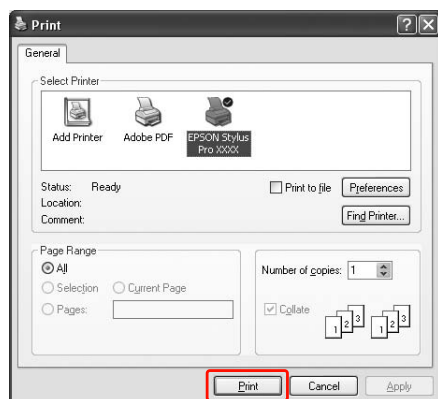 Print
General
Select Printer
Add Printer Adobe PDF EPSON Stylus
Pro XXXX
Status: Ready Print to file Preferences
Location:
Comment: Find Printer...
Page Range
All Number of copies: 1
Selection Current Page
Pages: Collate
1 2 3 1 2 3
Print Cancel Apply